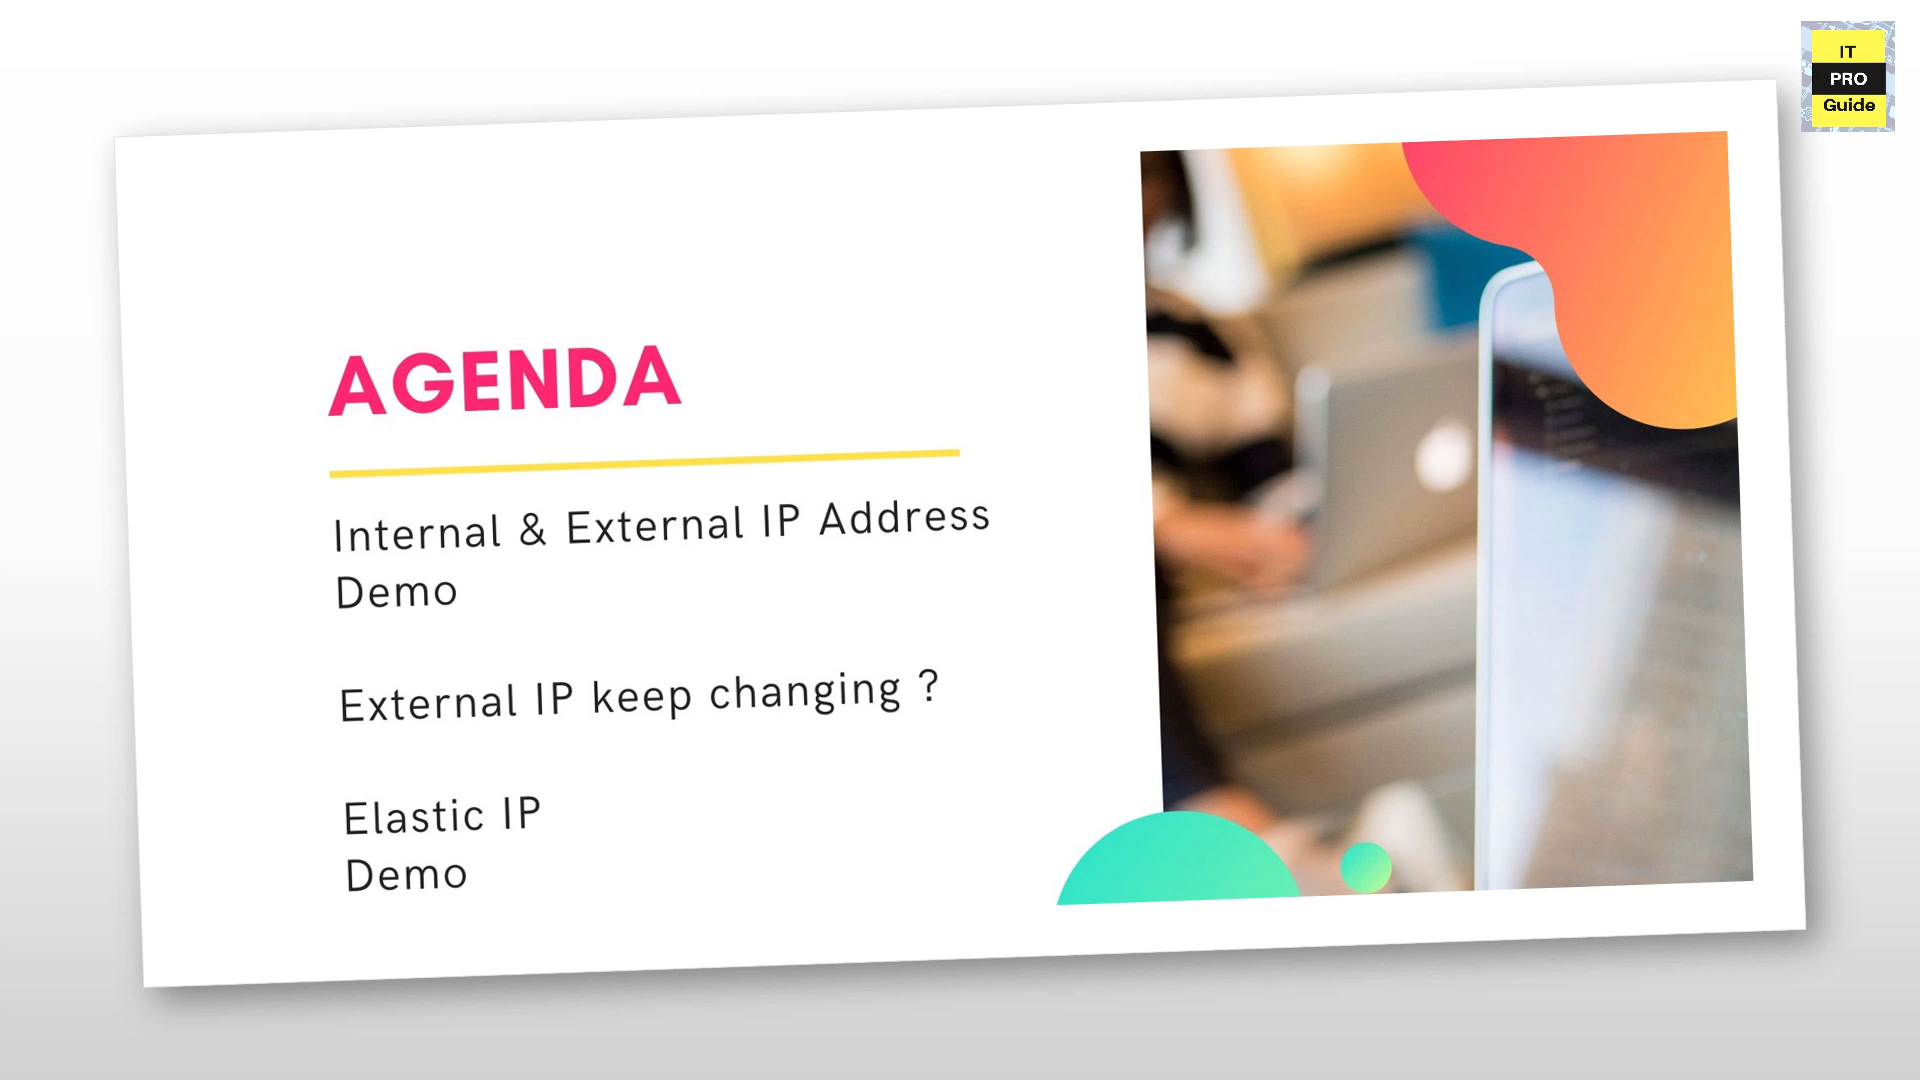 IT
PRO
Guide
AGENDA
Internal & External IP Address
Demo
External IP keep changing ?
Elastic IP
Demo